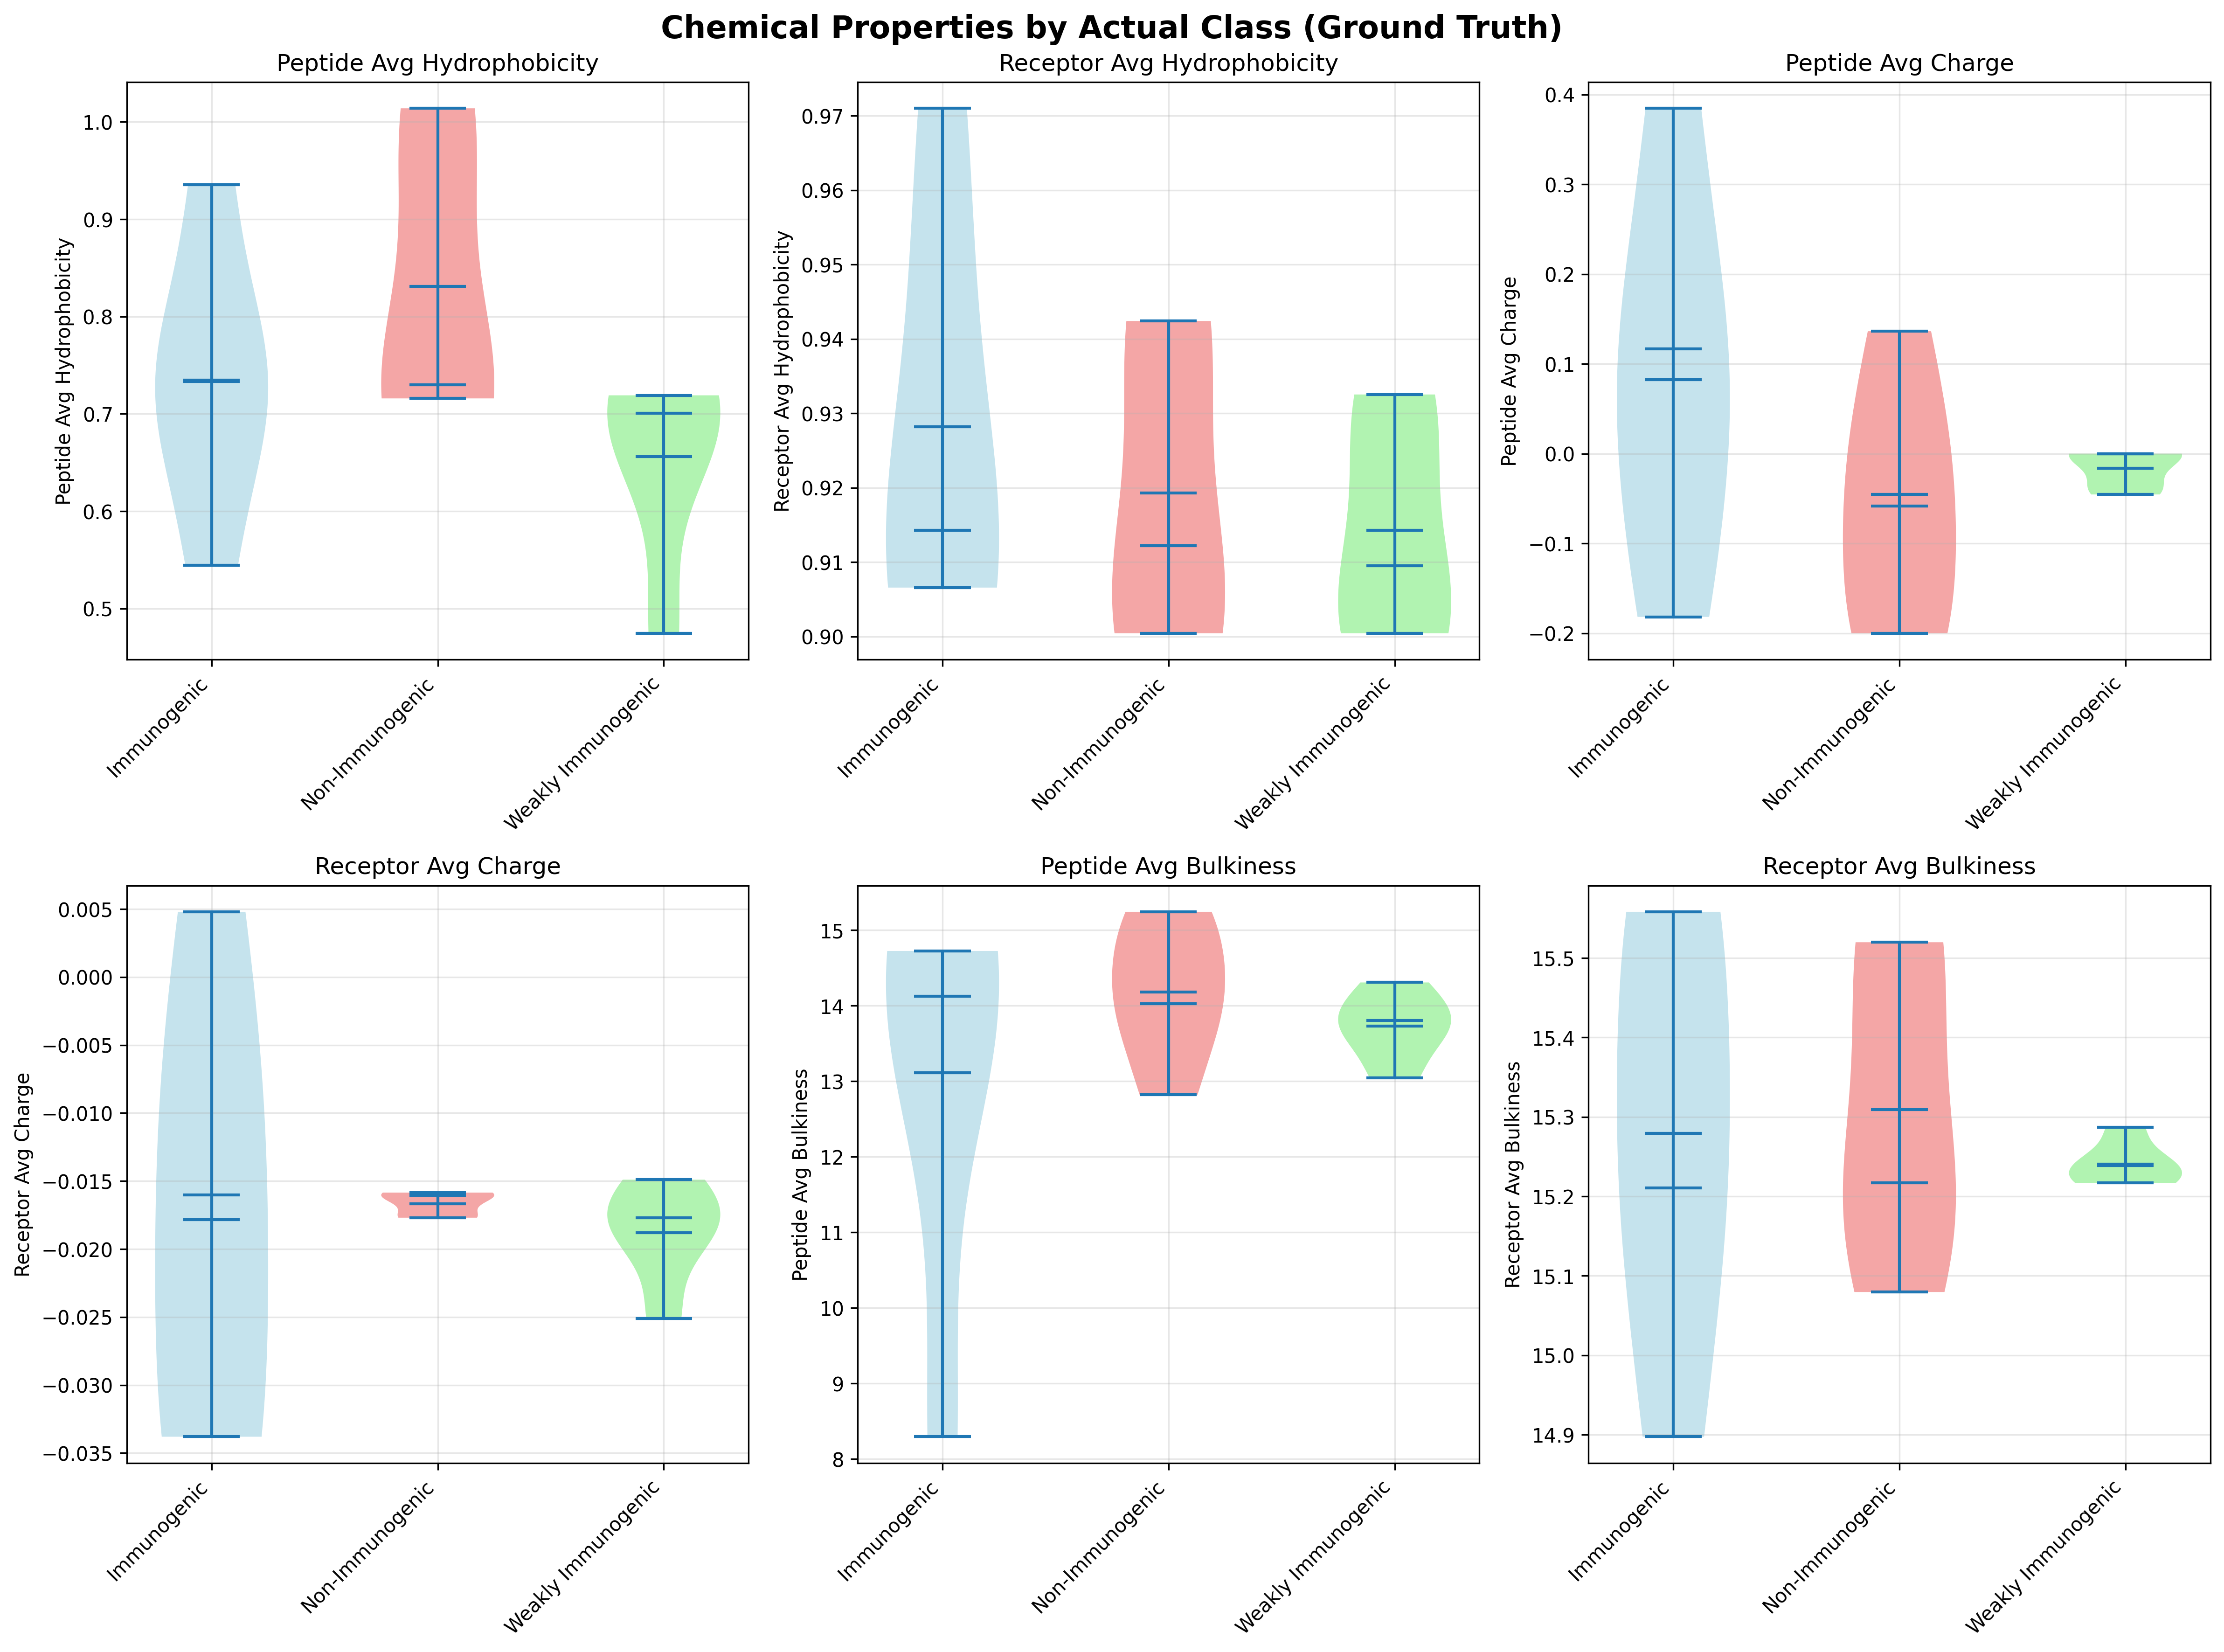 Chemical Properties by Actual Class (Ground Truth)
Peptide Avg Hydrophobicity
Peptide Avg Hydrophobicity
1.0
0.9
0.8
0.7
0.6
0.5
Immunogenic
Non-Immunogenic
Weakly Immunogenic
Receptor Avg Hydrophobicity
Receptor Avg Hydrophobicity
0.97
0.96
0.95
0.94
0.93
0.92
0.91
0.90
Immunogenic
Non-Immunogenic
Weakly Immunogenic
Peptide Avg Charge
Peptide Avg Charge
0.4
0.3
0.2
0.1
0.0
−0.1
−0.2
Immunogenic
Non-Immunogenic
Weakly Immunogenic
Receptor Avg Charge
Receptor Avg Charge
0.005
0.000
−0.005
−0.010
−0.015
−0.020
−0.025
−0.030
−0.035
Immunogenic
Non-Immunogenic
Weakly Immunogenic
Peptide Avg Bulkiness
Peptide Avg Bulkiness
15
14
13
12
11
10
9
8
Immunogenic
Non-Immunogenic
Weakly Immunogenic
Receptor Avg Bulkiness
Receptor Avg Bulkiness
15.5
15.4
15.3
15.2
15.1
15.0
14.9
Immunogenic
Non-Immunogenic
Weakly Immunogenic